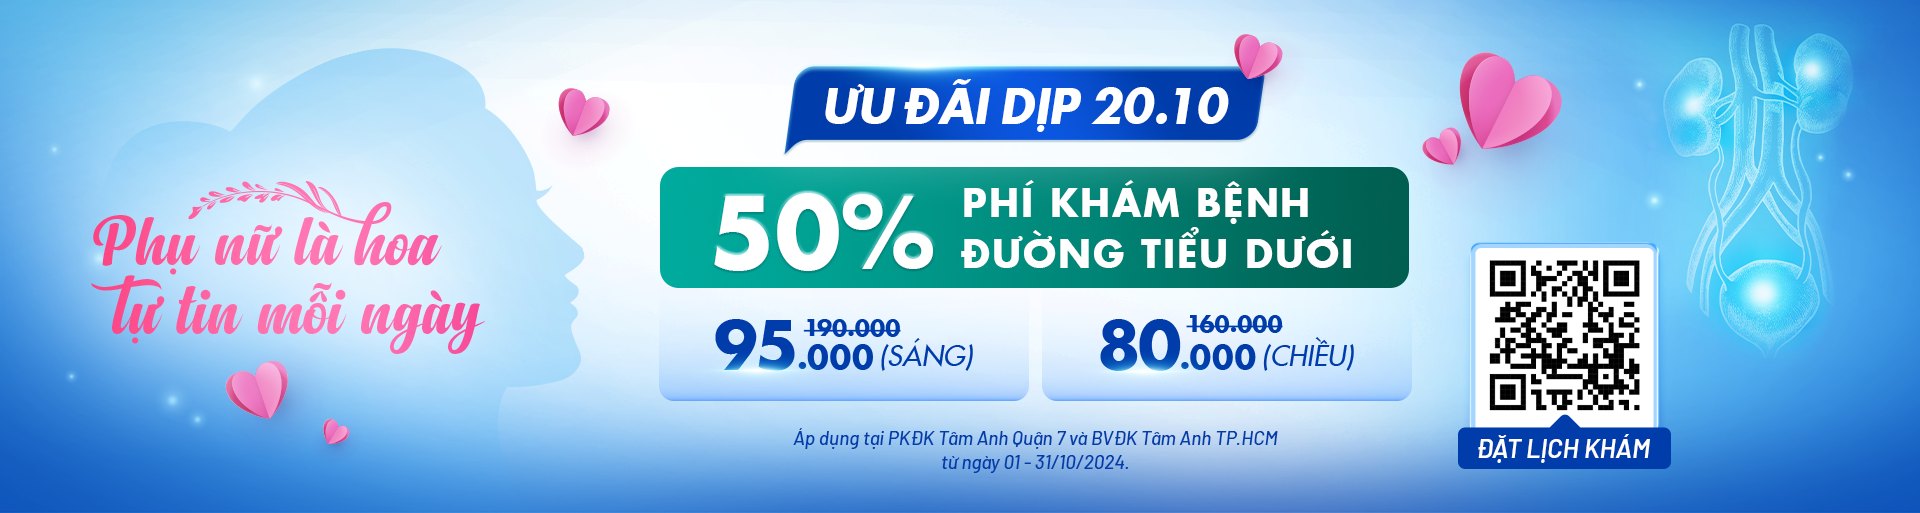 Phụ nữ là hoa
tự tin mỗi ngày
ƯU ĐÃI DỊP 20.10
50% PHÍ KHÁM BỆNH
ĐƯỜNG TIỂU DƯỚI
190.000
95.000 (SÁNG)
160.000
80.000 (CHIỀU)
Áp dụng tại PKĐK Tâm Anh Quận 7 và BVĐK Tâm Anh TP.HCM
từ ngày 01 - 31/10/2024.
ĐẶT LỊCH KHÁM